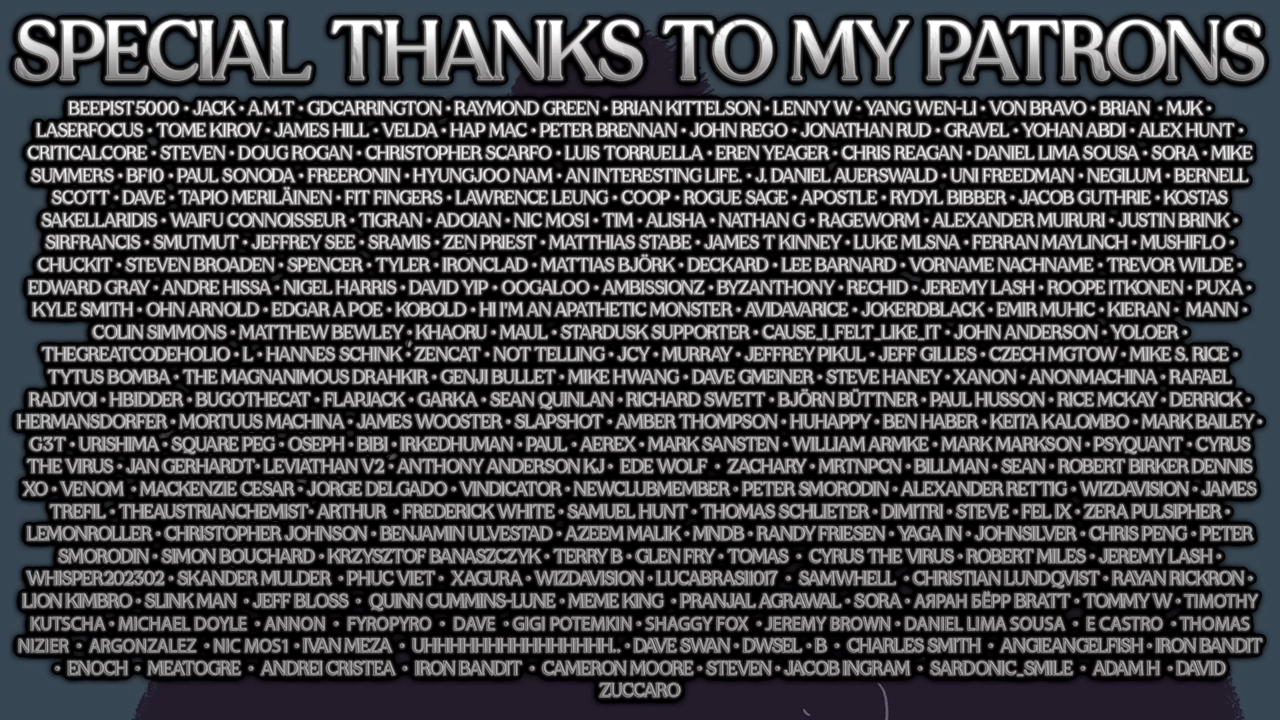 SPECIAL THANKS TO MY PATRONS
BEEPIST5000 • JACK • A.M.T • GDCARRINGTON • RAYMOND GREEN • BRIAN KITTELSON • LENNY W • YANG WEN-LI • VON BRAVO • BRIAN • MJK •
LASERFOCUS • TOME KIROV • JAMES HILL • VELDA • HAP MAC • PETER BRENNAN • JOHN REGO • JONATHAN RUD • GRAVEL • YOHAN ABDI • ALEX HUNT •
CRITICALCORE • STEVEN • DOUG ROGAN • CHRISTOPHER SCARFO • LUIS TORRUELLA • EREN YEAGER • CHRIS REAGAN • DANIEL LIMA SOUSA • SORA • MIKE
SUMMERS • BF10 • PAUL SONODA • FREERONIN • HYUNGJOO NAM • AN INTERESTING LIFE. • J. DANIEL AUERSWALD • UNI FREEDMAN • NEGILUM • BERNELL
SCOTT • DAVE • TAPIO MERILÄINEN • FIT FINGERS • LAWRENCE LEUNG • COOP • ROGUE SAGE • APOSTLE • RYDYL BIBBER • JACOB GUTHRIE • KOSTAS
SAKELLARIDIS • WAIFU CONNOISSEUR • TIGRAN • ADOIAN • NIC MOS1 • TIM • ALISHA • NATHAN G • RAGEWORM • ALEXANDER MUIRURI • JUSTIN BRINK •
SIRFRANCIS • SMUTMUT • JEFFREY SEE • SRAMIS • ZEN PRIEST • MATTHIAS STABE • JAMES T KINNEY • LUKE MLSNA • FERRAN MAYLINCH • MUSHIFLO •
CHUCKIT • STEVEN BROADEN • SPENCER • TYLER • IRONCLAD • MATTIAS BJÖRK • DECKARD • LEE BARNARD • VORNAME NACHNAME • TREVOR WILDE •
EDWARD GRAY • ANDRE HISSA • NIGEL HARRIS • DAVID YIP • OOGALOO • AMBISSIONZ • BYZANTHONY • RECHID • JEREMY LASH • ROOPE ITKONEN • PUXA •
KYLE SMITH • OHN ARNOLD • EDGAR A POE • KOBOLD • HI I'M AN APATHETIC MONSTER • AVIDAVARICE • JOKERDBLACK • EMIR MUHIC • KIERAN • MANN •
COLIN SIMMONS • MATTHEW BEWLEY • KHAORU • MAUL • STARDUST SUPPORTER • CAUSE_I_FELT_LIKE_IT • JOHN ANDERSON • YOLOER •
THEGREATCODEHOLIO • L • HANNES SCHINK • ZENCAT • NOT TELLING • JCY • MURRAY • JEFFREY PIKUL • JEFF GILLES • CZECH MGTOW • MIKE S. RICE •
TYTUS BOMBA • THE MAGNANIMOUS DRAHKIR • GENJI BULLET • MIKE HWANG • DAVE GMEINER • STEVE HANEY • XANON • ANONMACHINA • RAFAEL
RADIVOI • HBIDDER • BUGOTHECAT • FLAPJACK • GARKA • SEAN QUINLAN • RICHARD SWETT • BJÖRN BÜTTNER • PAUL HUSSON • RICE MCKAY • DERRICK •
HERMANSDORFER • MORTUUS MACHINA • JAMES WOOSTER • SLAPSHOT • AMBER THOMPSON • HUHAPPY • BEN HABER • KEITA KALOMBO • MARK BAILEY •
G3T • URISHIMA • SQUARE PEG • OSEPH • BIBI • IRKEDHUMAN • PAUL • AEREX • MARK SANSTEN • WILLIAM ARMKE • MARK MARKSON • PSYQUANT • CYRUS
THE VIRUS • JAN GERHARDT • LEVIATHAN V2 • ANTHONY ANDERSON KJ • EDE WOLF • ZACHARY • MRTNPCN • BILLMAN • SEAN • ROBERT BIRKER DENNIS
XO • VENOM • MACKENZIE CESAR • JORGE DELGADO • VINDICATOR • NEWCLUBMEMBER • PETER SMORODIN • ALEXANDER RETTIG • WIZDAVISION • JAMES
TREFIL • THEAUSTRIANCHEMIST • ARTHUR • FREDERICK WHITE • SAMUEL HUNT • THOMAS SCHLIETER • DIMITRI • STEVE • FEL IX • ZERA PULSIPHER •
LEMONROLLER • CHRISTOPHER JOHNSON • BENJAMIN ULVESTAD • AZEEM MALIK • MNDB • RANDY FRIESEN • YAGA IN • JOHNSILVER • CHRIS PENG • PETER
SMORODIN • SIMON BOUCHARD • KRZYSZTOF BANASZCZYK • TERRY B • GLEN FRY • TOMAS • CYRUS THE VIRUS • ROBERT MILES • JEREMY LASH •
WHISPER202302 • SKANDER MULDER • PHUC VIET • XAGURA • WIZDAVISION • LUCABRASIII017 • SAMWHELL • CHRISTIAN LUNDQVIST • RAYAN RICKRON •
LION KIMBRO • SLINK MAN • JEFF BLOSS • QUINN CUMMINS-LUNE • MEME KING • PRANJAL AGRAWAL • SORA • AЯPAH БЁPP BRATT • TOMMY W • TIMOTHY
KUTSCHA • MICHAEL DOYLE • ANNON • FYROPYRO • DAVE • GIGI POTEMKIN • SHAGGY FOX • JEREMY BROWN • DANIEL LIMA SOUSA • E CASTRO • THOMAS
NIZIER • ARGONZALEZ • NIC MOS1 • IVAN MEZA • UHHHHHHHHHHHHHHH.. • DAVE SWAN • DWSEL • B • CHARLES SMITH • ANGIEANGELFISH • IRON BANDIT
• ENOCH • MEATOGRE • ANDREI CRISTEA • IRON BANDIT • CAMERON MOORE • STEVEN • JACOB INGRAM • SARDONIC_SMILE • ADAM H • DAVID
ZUCCARO